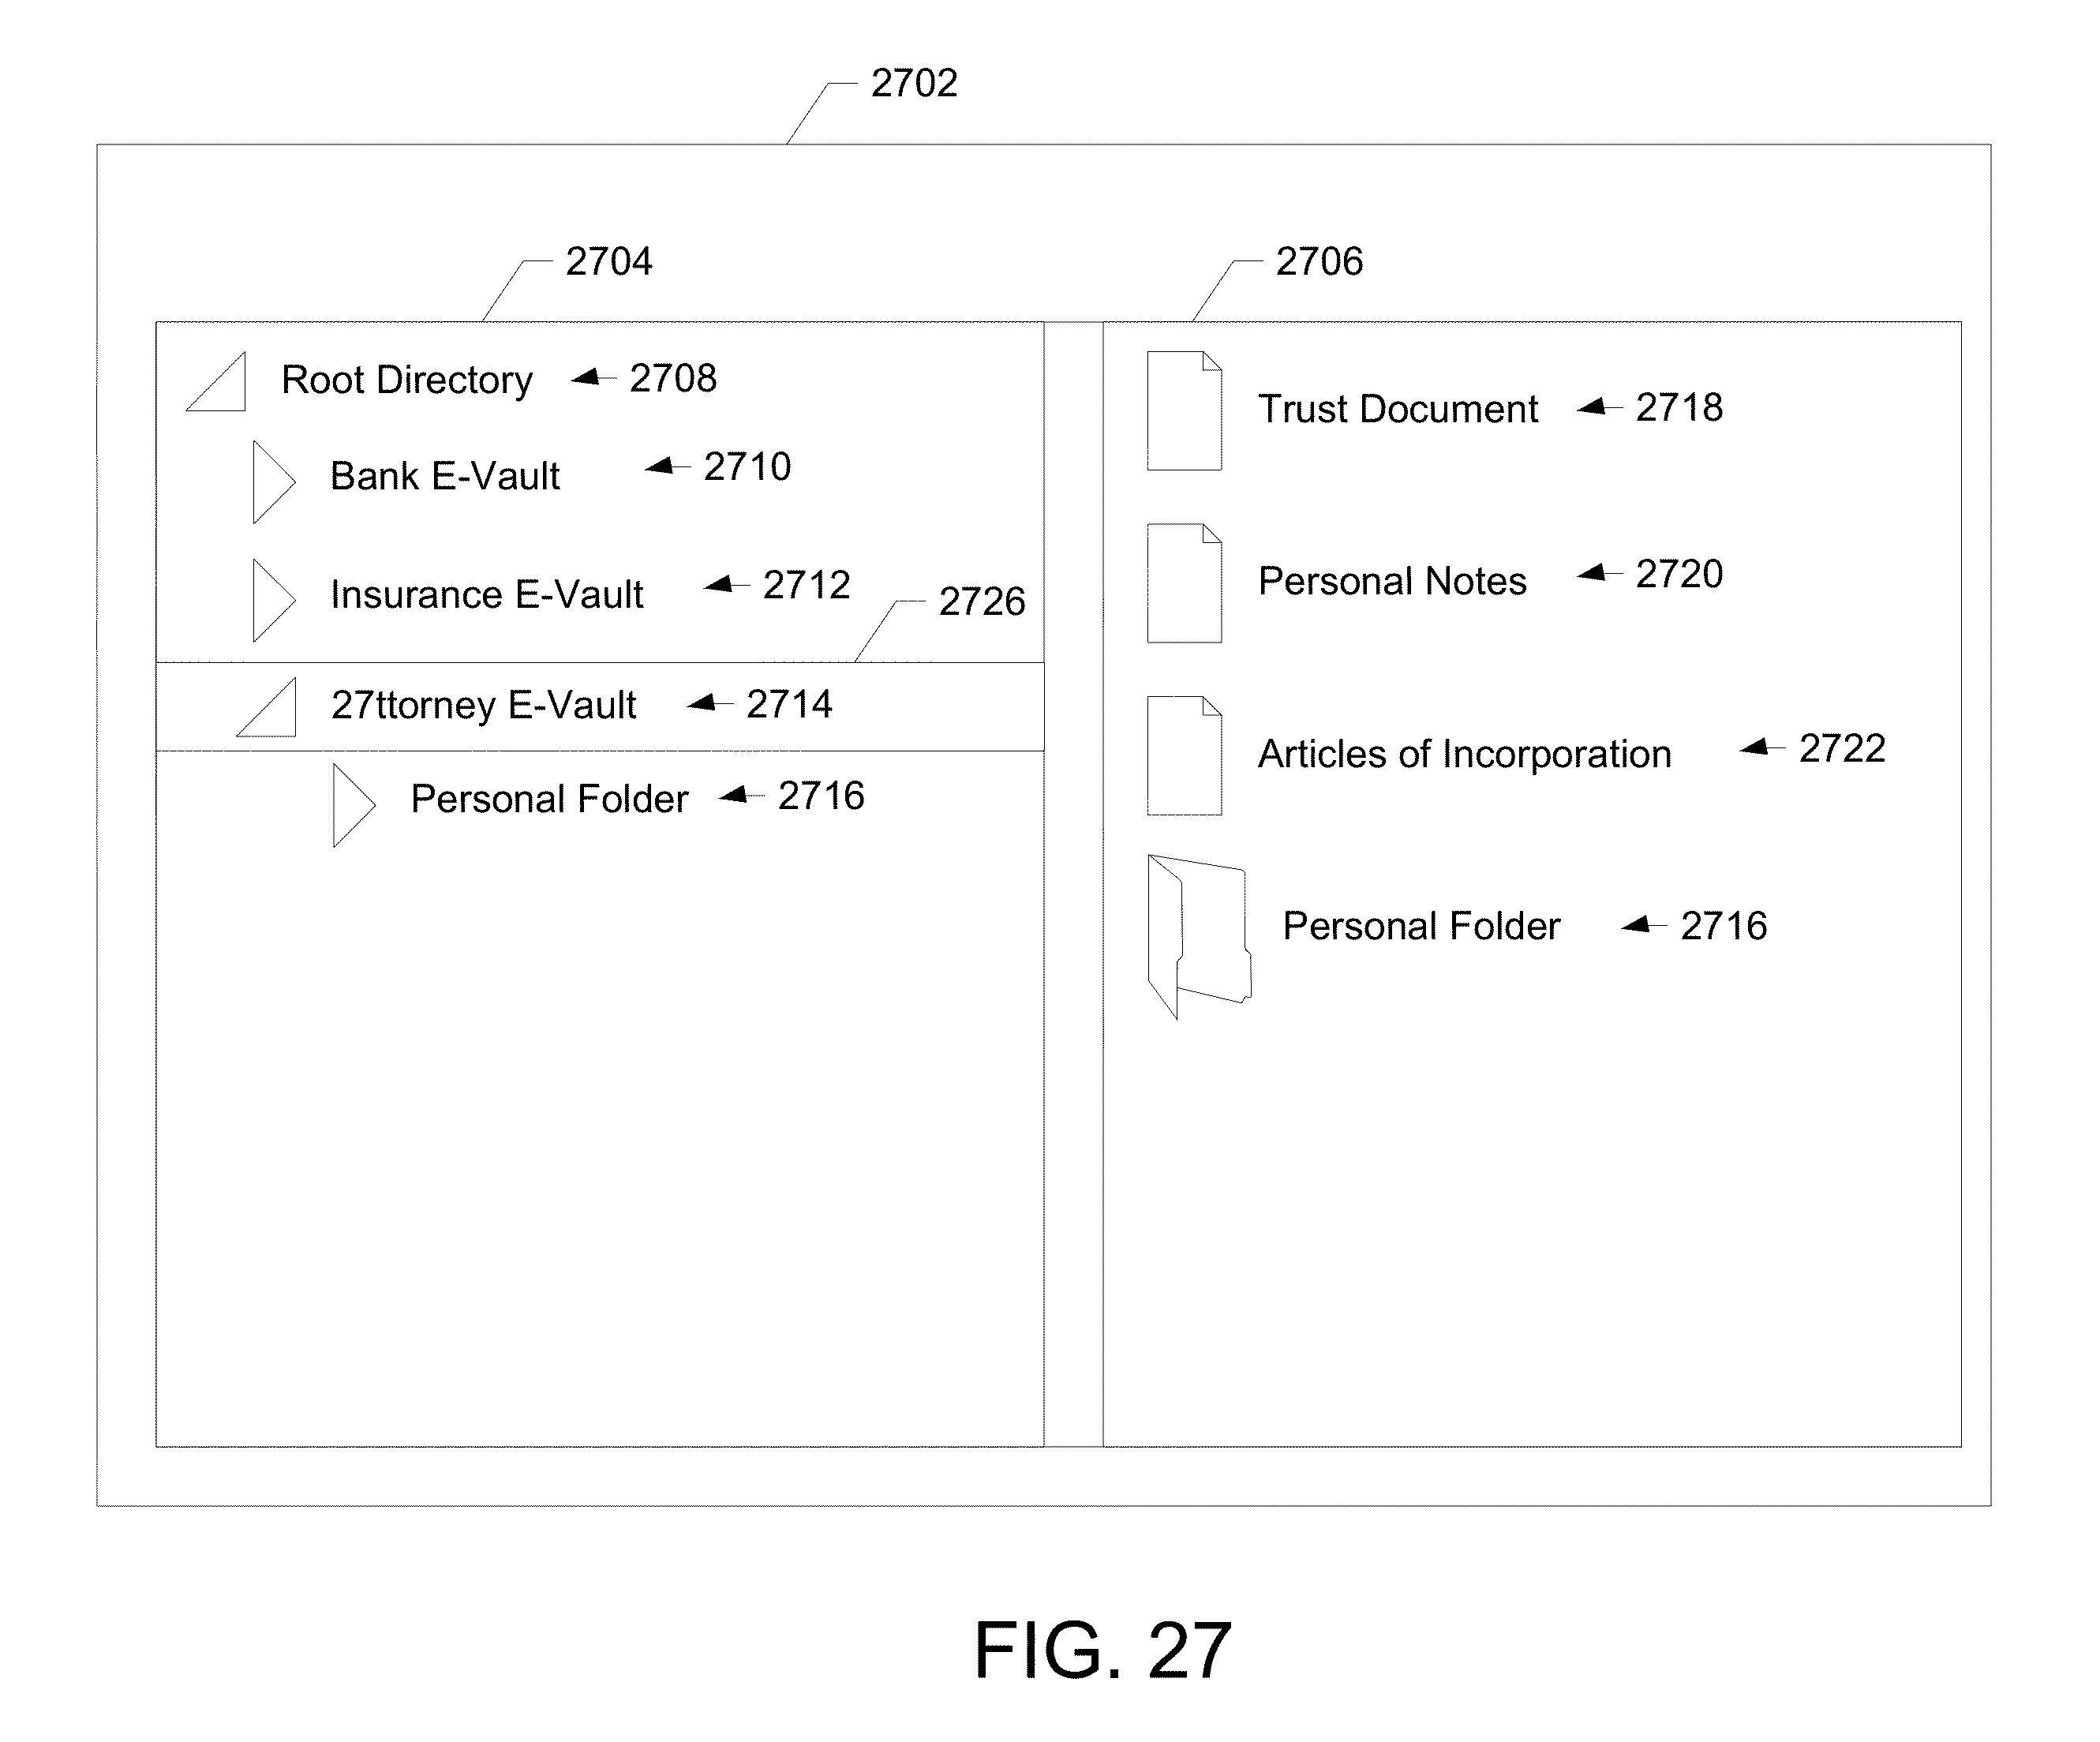 2702
2704
2706
Root Directory 2708
Bank E-Vault 2710
Insurance E-Vault 2712
2726
27ttorney E-Vault 2714
Personal Folder 2716
Trust Document 2718
Personal Notes 2720
Articles of Incorporation 2722
Personal Folder 2716
FIG. 27